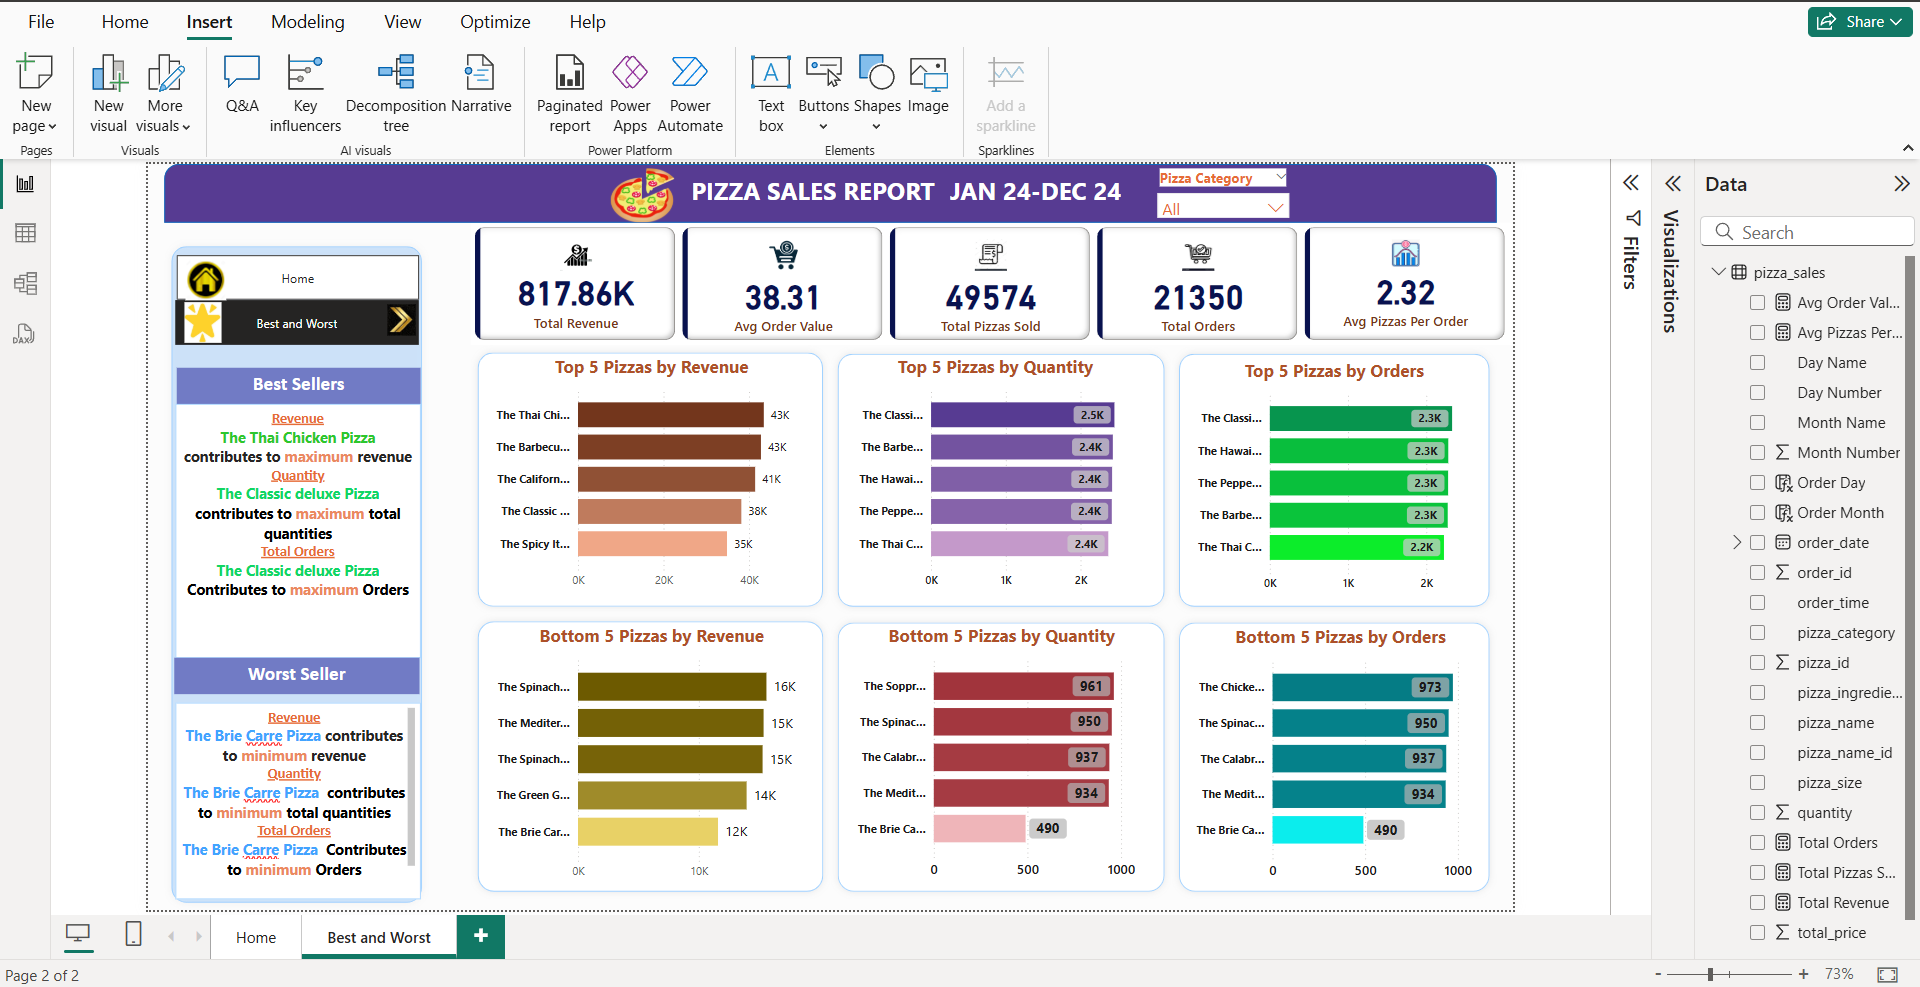 File Home Insert Modeling View Optimize Help
Share
New page
New visual
More visuals
Q&A
Key influencers
Decomposition tree
Narrative
Paginated report
Power Apps
Power Automate
Text box
Buttons
Shapes
Image
Add a sparkline
Pages
Visuals
AI visuals
Power Platform
Elements
Sparklines
PIZZA SALES REPORT JAN 24-DEC 24
Pizza Category
All
Home
Best and Worst
817.86K
Total Revenue
38.31
Avg Order Value
49574
Total Pizzas Sold
21350
Total Orders
2.32
Avg Pizzas Per Order
Best Sellers
Revenue
The Thai Chicken Pizza
contributes to maximum revenue
Quantity
The Classic deluxe Pizza
contributes to maximum total
quantities
Total Orders
The Classic deluxe Pizza
Contributes to maximum Orders
Worst Seller
Revenue
The Brie Carre Pizza contributes
to minimum revenue
Quantity
The Brie Carre Pizza contributes
to minimum total quantities
Total Orders
The Brie Carre Pizza Contributes
to minimum Orders
Top 5 Pizzas by Revenue
The Thai Chi... 43K
The Barbecu... 43K
The Californ... 41K
The Classic ... 38K
The Spicy It... 35K
0K 20K 40K
Top 5 Pizzas by Quantity
The Classi... 2.5K
The Barbe... 2.4K
The Hawai... 2.4K
The Peppe... 2.4K
The Thai C... 2.4K
0K 1K 2K
Top 5 Pizzas by Orders
The Classi... 2.3K
The Hawai... 2.3K
The Peppe... 2.3K
The Barbe... 2.3K
The Thai C... 2.2K
0K 1K 2K
Bottom 5 Pizzas by Revenue
The Spinach... 16K
The Mediter... 15K
The Spinach... 15K
The Green G... 14K
The Brie Car... 12K
0K 10K
Bottom 5 Pizzas by Quantity
The Soppr... 961
The Spinac... 950
The Calabr... 937
The Medit... 934
The Brie Ca... 490
0 500 1000
Bottom 5 Pizzas by Orders
The Chicke... 973
The Spinac... 950
The Calabr... 937
The Medit... 934
The Brie Ca... 490
0 500 1000
Filters
Visualizations
Data
Search
pizza_sales
Avg Order Val...
Avg Pizzas Per...
Day Name
Day Number
Month Name
Month Number
Order Day
Order Month
order_date
order_id
order_time
pizza_category
pizza_id
pizza_ingredie...
pizza_name
pizza_name_id
pizza_size
quantity
Total Orders
Total Pizzas S...
Total Revenue
total_price
DAX
Home
Best and Worst
+
Page 2 of 2
- + 73%